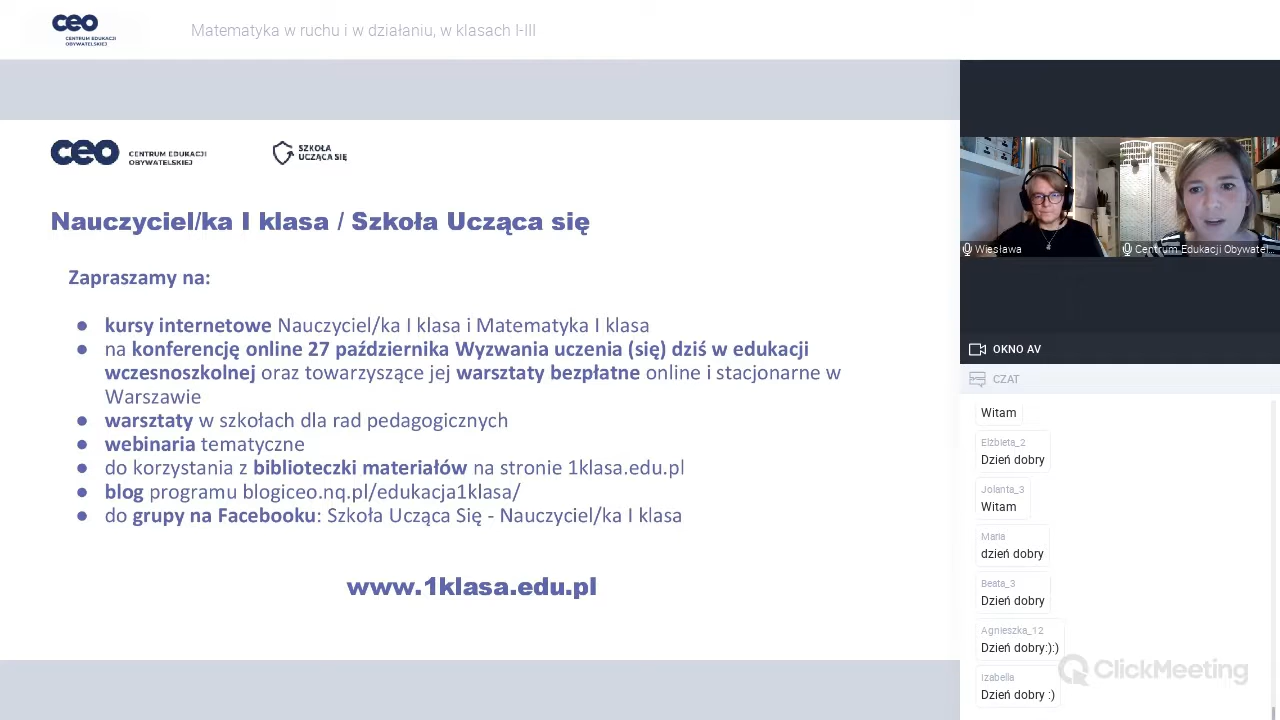 ceo
CENTRUM EDUKACJI
OBYWATELSKIEJ
Matematyka w ruchu i w działaniu, w klasach I-III
ceo
CENTRUM EDUKACJI
OBYWATELSKIEJ
SZKOŁA
UCZĄCA SIĘ
Nauczyciel/ka I klasa / Szkoła Ucząca się
Zapraszamy na:
● kursy internetowe Nauczyciel/ka I klasa i Matematyka I klasa
● na konferencję online 27 października Wyzwania uczenia (się) dziś w edukacji
wczesnoszkolnej oraz towarzyszące jej warsztaty bezpłatne online i stacjonarne w
Warszawie
● warsztaty w szkołach dla rad pedagogicznych
● webinaria tematyczne
● do korzystania z biblioteczki materiałów na stronie 1klasa.edu.pl
● blog programu blogiceo.nq.pl/edukacja1klasa/
● do grupy na Facebooku: Szkoła Ucząca Się - Nauczyciel/ka I klasa
www.1klasa.edu.pl
Wiesława
Centrum Edukacji Obywatel...
OKNO AV
CZAT
Witam
Elżbieta_2
Dzień dobry
Jolanta_3
Witam
Maria
dzień dobry
Beata_3
Dzień dobry
Agnieszka_12
Dzień dobry:):)
Izabella
Dzień dobry :)
ClickMeeting